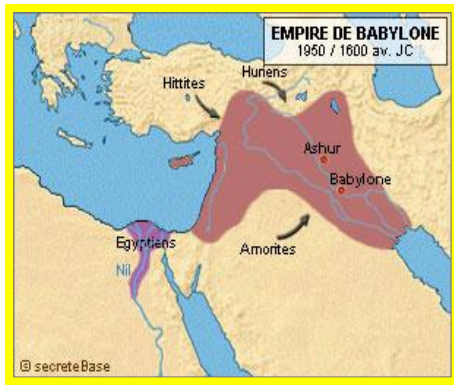 EMPIRE DE BABYLONE
1950 / 1600 av. JC
Hittites
Hurriens
Ashur
Babylone
Egyptiens
Amorites
Nil
© secreteBase